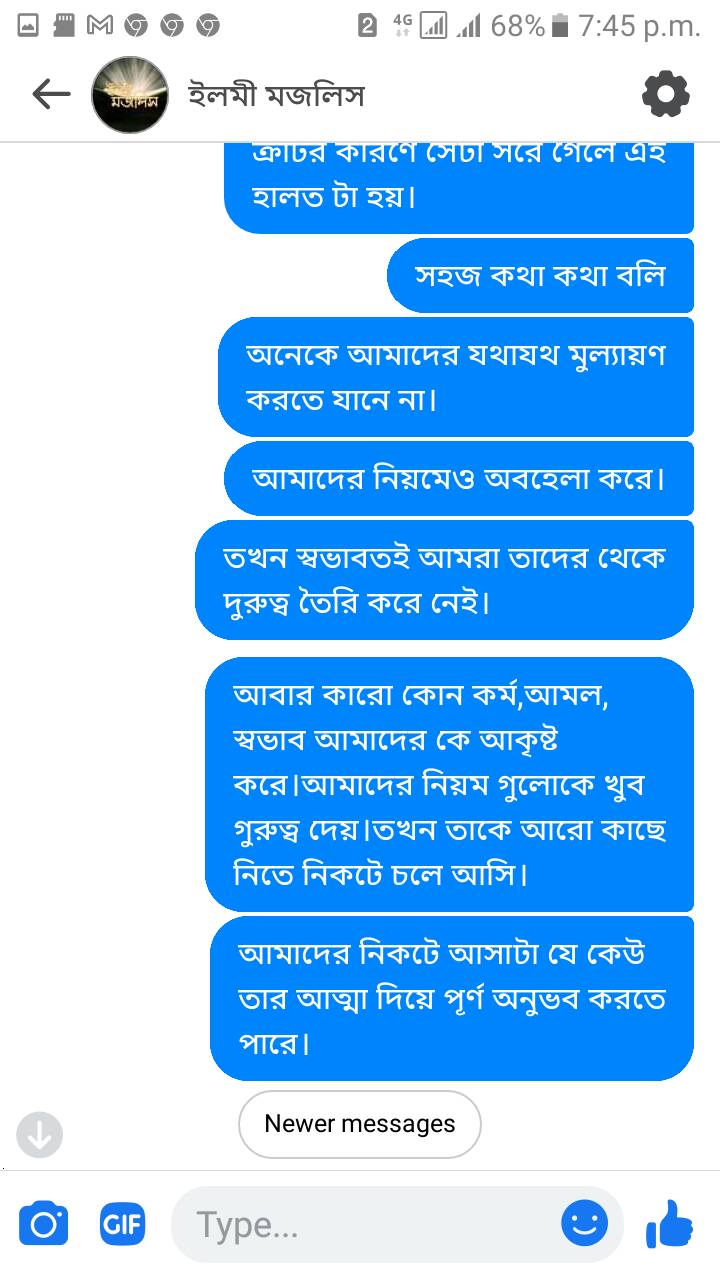 2 4G 68% 7:45 p.m.
ইলমী মজলিস
মজলিস
কারণে সেটা সরে গেলে এই
হালত টা হয়।
সহজ কথা কথা বলি
অনেকে আমাদের যথাযথ মুল্যায়ণ
করতে যানে না।
আমাদের নিয়মেও অবহেলা করে।
তখন স্বভাবতই আমরা তাদের থেকে
দুরুত্ব তৈরি করে নেই।
আবার কারো কোন কর্ম,আমল,
স্বভাব আমাদের কে আকৃষ্ট
করে।আমাদের নিয়ম গুলোকে খুব
গুরুত্ব দেয়।তখন তাকে আরো কাছে
নিতে নিকটে চলে আসি।
আমাদের নিকটে আসাটা যে কেউ
তার আত্মা দিয়ে পূর্ণ অনুভব করতে
পারে।
Newer messages
GIF Type...